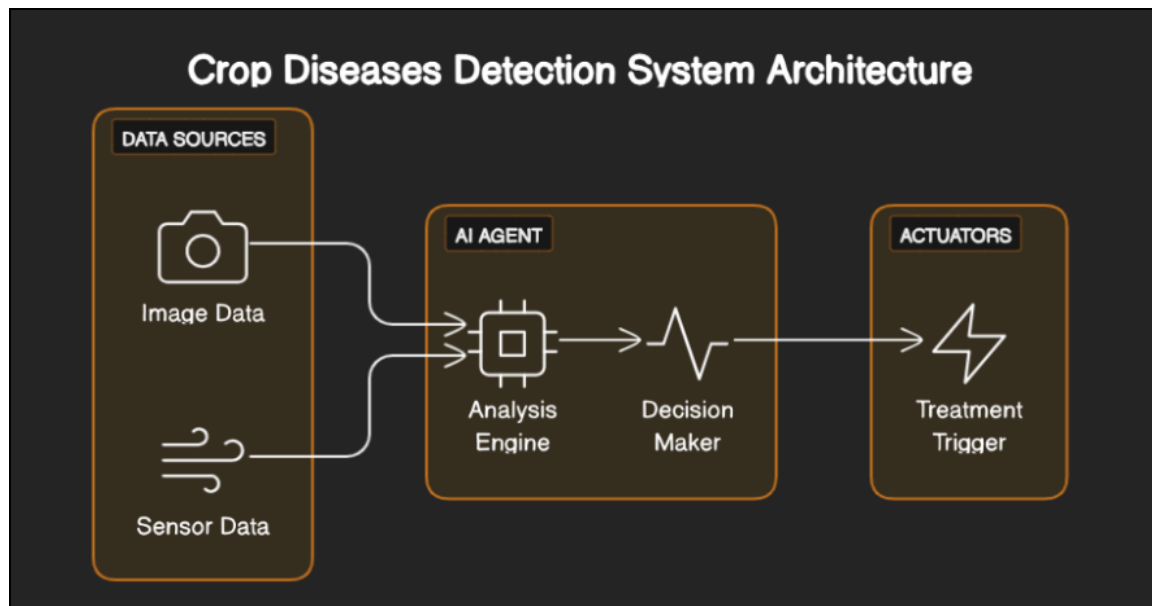 Crop Diseases Detection System Architecture
DATA SOURCES
Image Data
Sensor Data
AI AGENT
Analysis
Engine
Decision
Maker
ACTUATORS
Treatment
Trigger